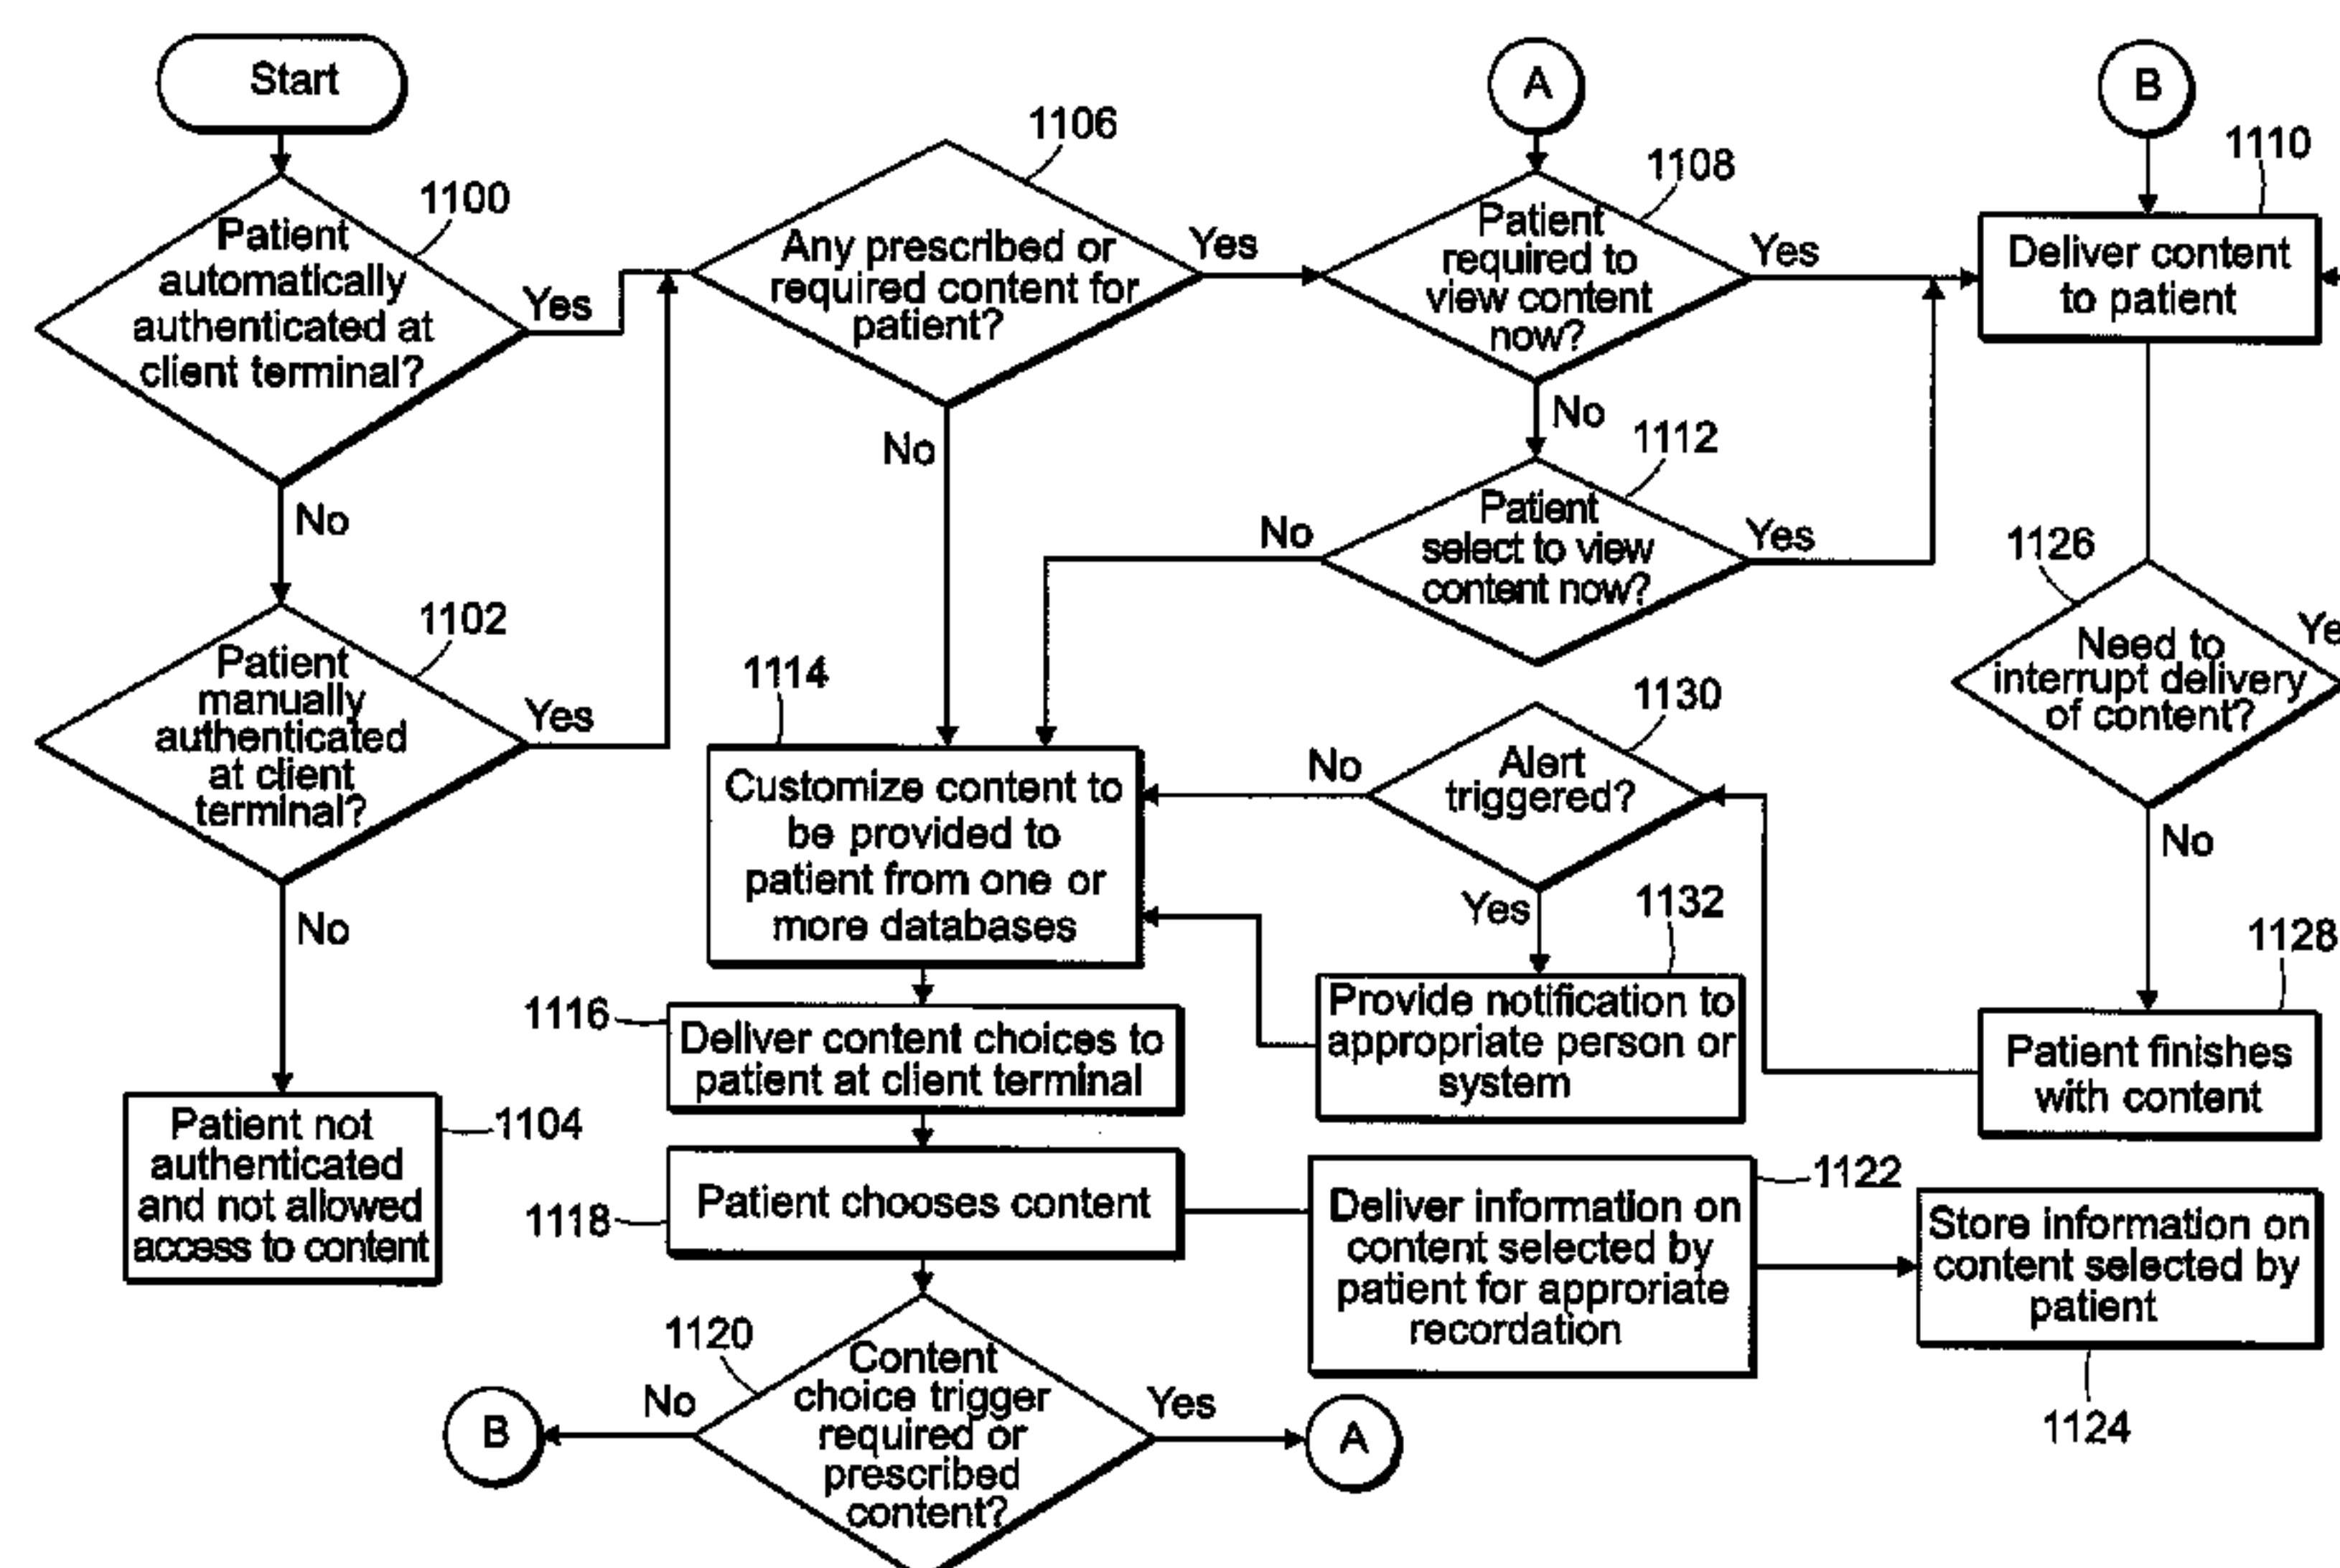 Start
1100
Patient
automatically
authenticated at
client terminal?
Yes
No
1102
Patient
manually
authenticated
at client
terminal?
Yes
No
Patient not
authenticated
and not allowed
access to content
1104
1106
Any prescribed or
required content for
patient?
Yes
No
A
1108
Patient
required to
view content
now?
Yes
No
1112
Patient
select to view
content now?
No
Yes
B
1110
Deliver content
to patient
1126
Need to
interrupt delivery
of content?
Ye
No
1128
Patient finishes
with content
1130
Alert
triggered?
No
Yes
1132
Provide notification to
appropriate person or
system
1114
Customize content to
be provided to
patient from one or
more databases
1116
Deliver content choices to
patient at client terminal
1118
Patient chooses content
1122
Deliver information on
content selected by
patient for approriate
recordation
Store information on
content selected by
patient
1124
1120
Content
choice trigger
required or
prescribed
content?
No
B
Yes
A